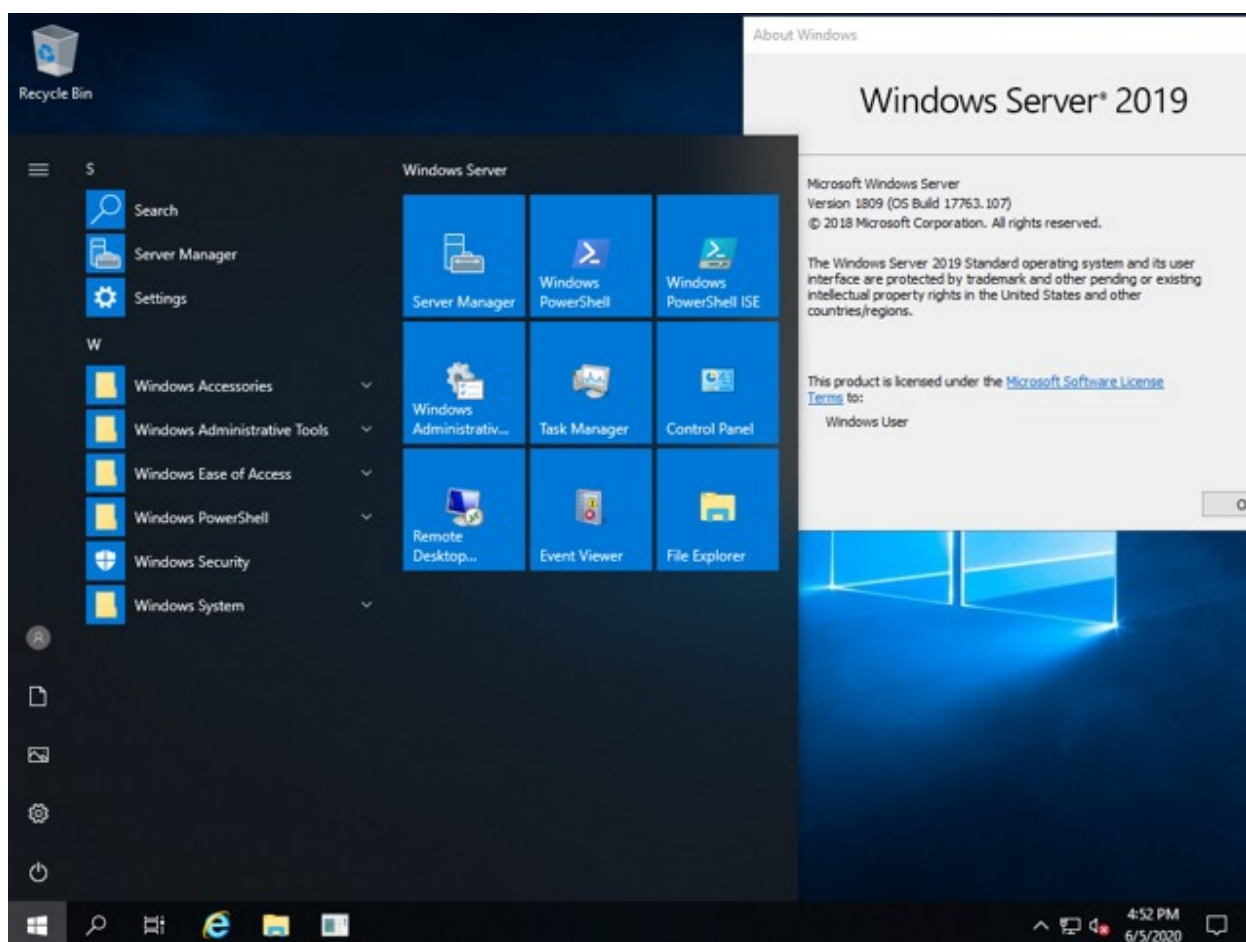 Recycle Bin
About Windows
Windows Server® 2019
Microsoft Windows Server
Version 1809 (OS Build 17763.107)
© 2018 Microsoft Corporation. All rights reserved.
The Windows Server 2019 Standard operating system and its user
interface are protected by trademark and other pending or existing
intellectual property rights in the United States and other
countries/regions.
This product is licensed under the Microsoft Software License
Terms to:
Windows User
S
Search
Server Manager
Settings
W
Windows Accessories
Windows Administrative Tools
Windows Ease of Access
Windows PowerShell
Windows Security
Windows System
Windows Server
Server Manager
Windows
PowerShell
Windows
PowerShell ISE
Windows
Administrativ...
Task Manager
Control Panel
Remote
Desktop...
Event Viewer
File Explorer
4:52 PM
6/5/2020